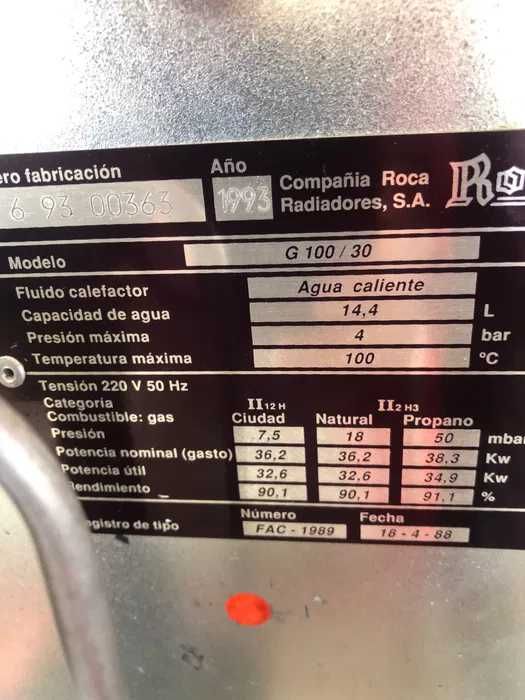 ero fabricación
6 93 00363
Año
1993
Compañia Roca
Radiadores, S.A.
Modelo G 100 / 30
Fluido calefactor Agua caliente
Capacidad de agua 14,4 L
Presión máxima 4 bar
Temperatura máxima 100 ºC
Tensión 220 V 50 Hz
Categoria II12H II2H3
Combustible: gas Ciudad Natural Propano
Presión 7,5 18 50 mba
Potencia nominal (gasto) 36,2 36,2 38,3 Kw
Potencia útil 32,6 32,6 34,9 Kw
endimiento 90,1 90,1 91,1 %
egistro de tipo
Número
FAC - 1989
Fecha
18 - 4 - 88